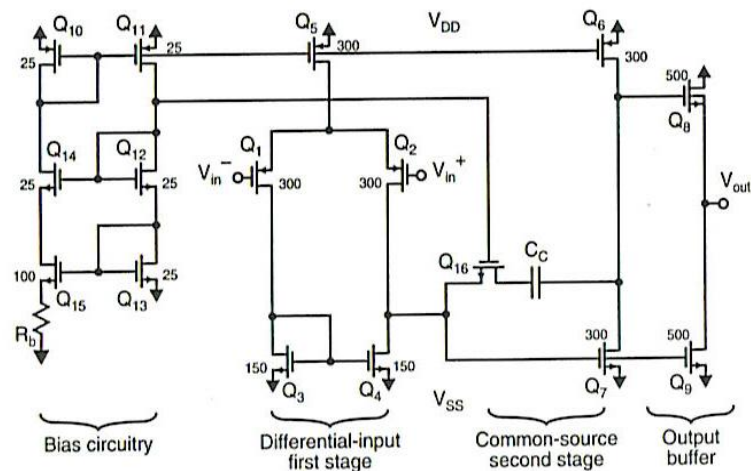 Q10 Q11 Q5 VDD Q6
25 25 300 300 500
Q14 Q12 Q1 Q2 Q8
Vin− Vin+ Vout
25 25 300 300
Q16 CC
100 25
Q15 Q13
Rb
150 150 300 500
Q3 Q4 Q7 Q9
VSS
Bias circuitry
Differential-input
first stage
Common-source
second stage
Output
buffer